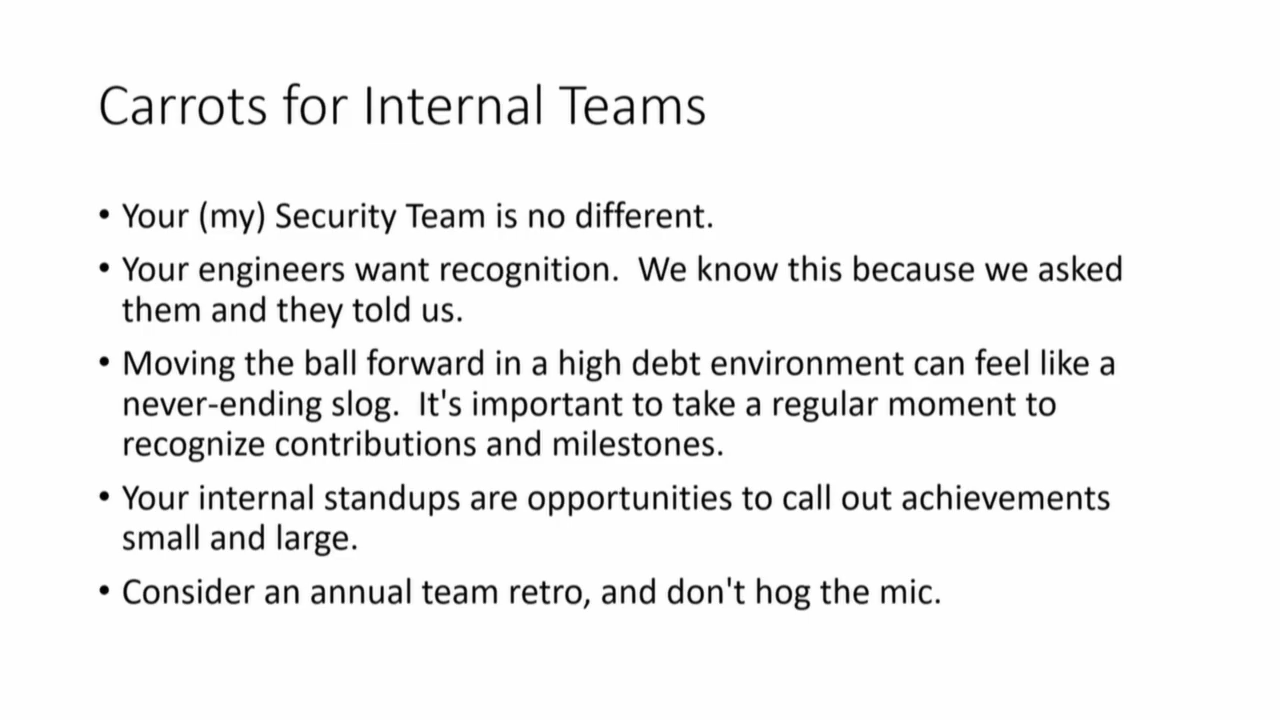 Carrots for Internal Teams
• Your (my) Security Team is no different.
• Your engineers want recognition.  We know this because we asked
them and they told us.
• Moving the ball forward in a high debt environment can feel like a
never-ending slog.  It's important to take a regular moment to
recognize contributions and milestones.
• Your internal standups are opportunities to call out achievements
small and large.
• Consider an annual team retro, and don't hog the mic.